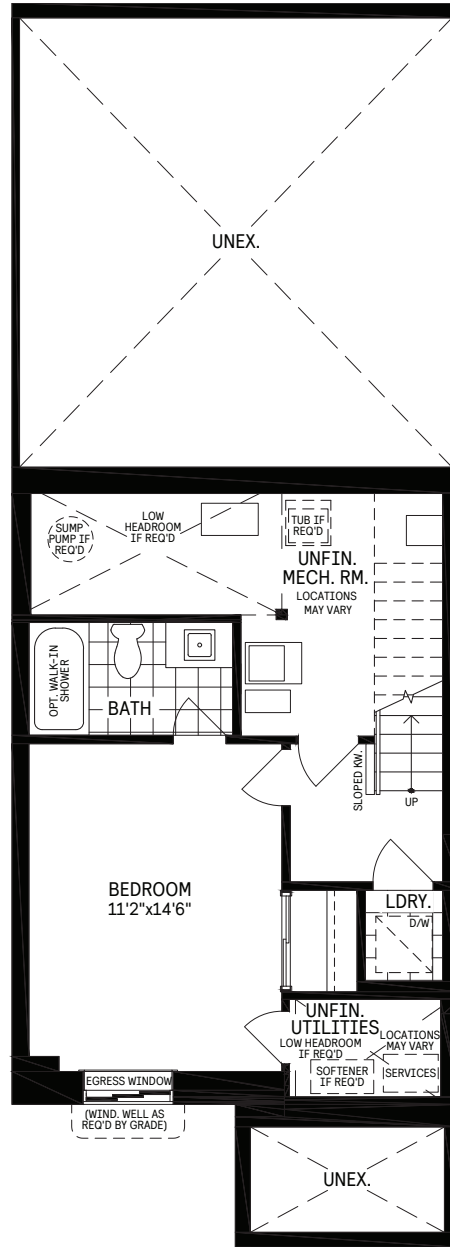 UNEX.
SUMP
PUMP IF
REQ'D
LOW
HEADROOM
IF REQ'D
TUB IF
REQ'D
UNFIN.
MECH. RM.
LOCATIONS
MAY VARY
OPT. WALK-IN
SHOWER
BATH
SLOPED KW.
UP
BEDROOM
11'2"x14'6"
LDRY.
D/W
UNFIN.
UTILITIES
LOW HEADROOM
IF REQ'D
LOCATIONS
MAY VARY
SOFTENER
IF REQ'D
SERVICES
EGRESS WINDOW
(WIND. WELL AS
REQ'D BY GRADE)
UNEX.